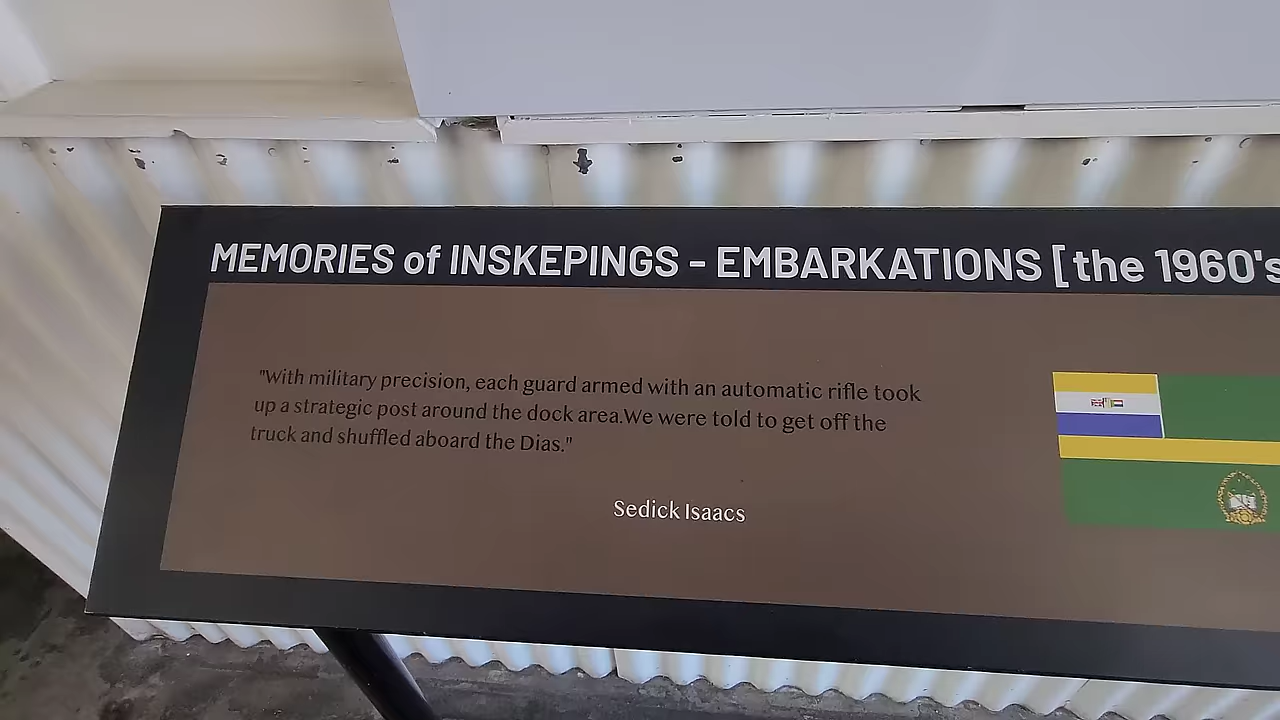 MEMORIES of INSKEPINGS - EMBARKATIONS [the 1960's
"With military precision, each guard armed with an automatic rifle took
up a strategic post around the dock area.We were told to get off the
truck and shuffled aboard the Dias."
Sedick Isaacs